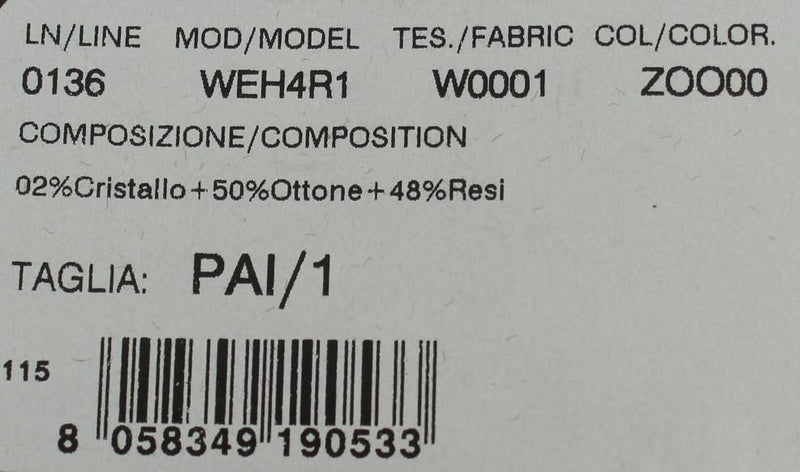 LN/LINE MOD/MODEL TES./FABRIC COL/COLOR.
0136 WEH4R1 W0001 ZOO00
COMPOSIZIONE/COMPOSITION
02%Cristallo+50%Ottone+48%Resi
TAGLIA: PAI/1
115
8 058349 190533